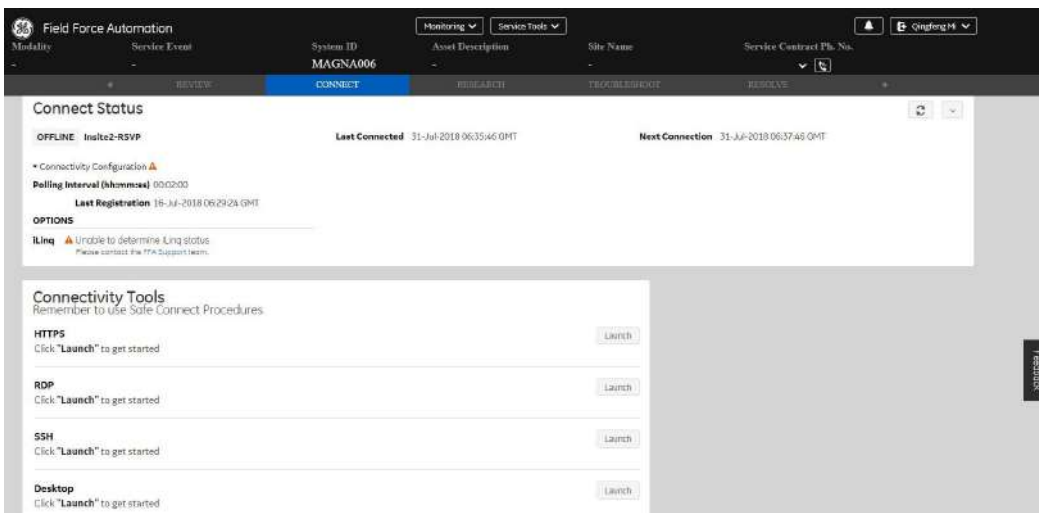 Field Force Automation
Monitoring
Service Tools
Qingfeng Mi
Modality Service Event System ID Asset Description Site Name Service Contract Ph. No.
- - MAGNA006 - -
REVIEW CONNECT RESEARCH TROUBLESHOOT RESOLVE
Connect Status
OFFLINE Insite2-RSVP Last Connected 31-Jul-2018 06:35:46 GMT Next Connection 31-Jul-2018 06:37:46 GMT
Connectivity Configuration
Polling Interval (hh:mm:ss) 00:02:00
Last Registration 16-Jul-2018 06:29:24 GMT
OPTIONS
iLinq Unable to determine iLinq status
Please contact the FFA Support team.
Connectivity Tools
Remember to use Safe Connect Procedures
HTTPS
Launch
Click "Launch" to get started
RDP
Launch
Click "Launch" to get started
SSH
Launch
Click "Launch" to get started
Desktop
Launch
Click "Launch" to get started
Feedback